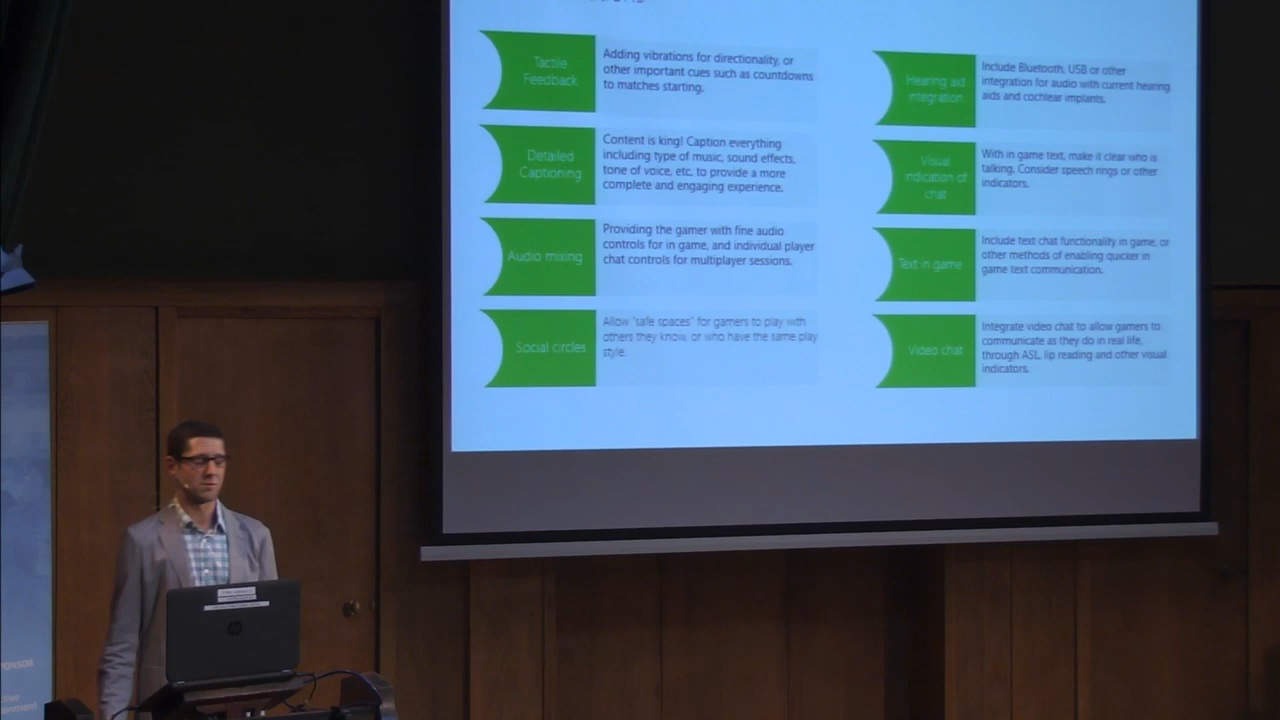 Tactile
Feedback
Adding vibrations for directionality, or
other important cues such as countdowns
to matches starting.
Detailed
Captioning
Content is king! Caption everything
including type of music, sound effects,
tone of voice, etc. to provide a more
complete and engaging experience.
Audio mixing
Providing the gamer with fine audio
controls for in game, and individual player
chat controls for multiplayer sessions.
Social circles
Allow "safe spaces" for gamers to play with
others they know, or who have the same play
style.
Hearing aid
integration
Include Bluetooth, USB or other
integration for audio with current hearing
aids and cochlear implants.
Visual
indication of
chat
With in game text, make it clear who is
talking. Consider speech rings or other
indicators.
Text in game
Include text chat functionality in game, or
other methods of enabling quicker in
game text communication.
Video chat
Integrate video chat to allow gamers to
communicate as they do in real life,
through ASL, lip reading and other visual
indicators.
hp